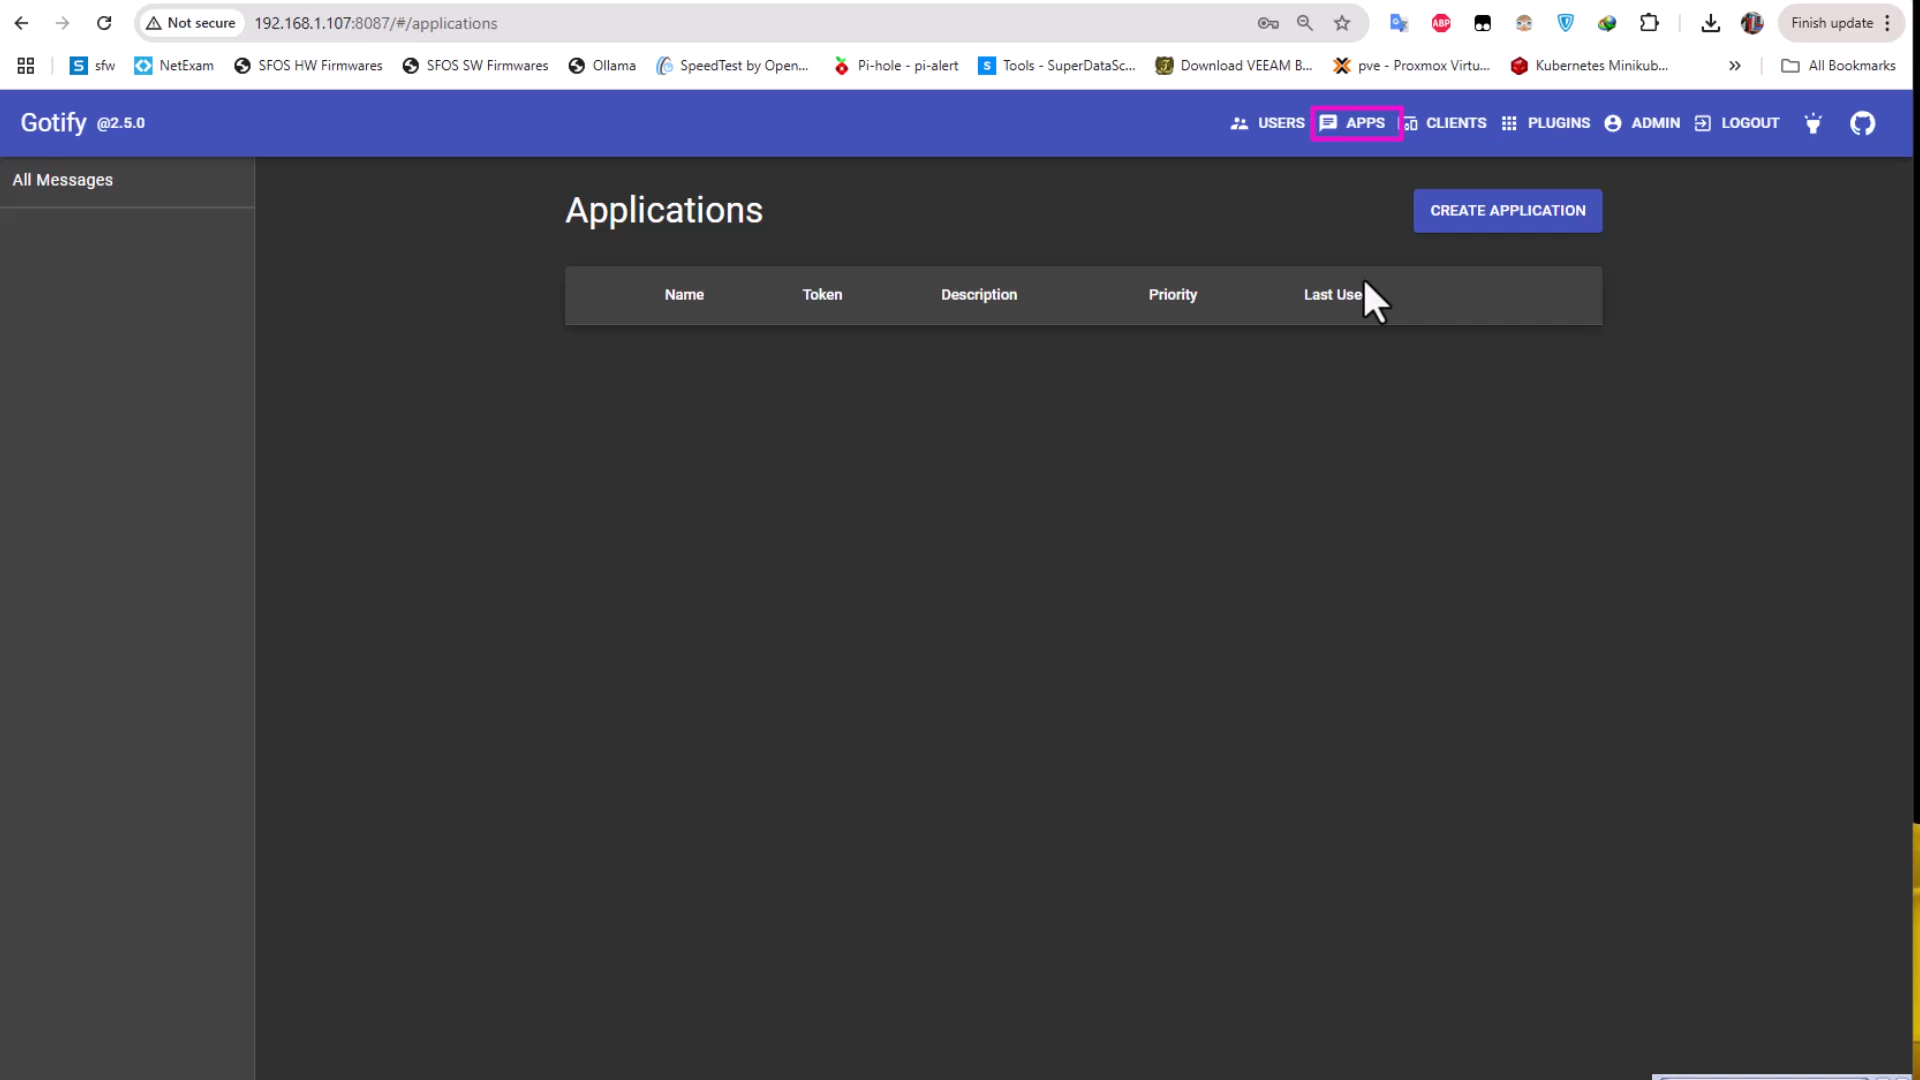 Not secure 192.168.1.107:8087/#/applications ABP Finish update
sfw NetExam SFOS HW Firmwares SFOS SW Firmwares Ollama SpeedTest by Open... Pi-hole - pi-alert Tools - SuperDataSc... Download VEEAM B... pve - Proxmox Virtu... Kubernetes Minikub... » All Bookmarks
Gotify @2.5.0 USERS APPS CLIENTS PLUGINS ADMIN LOGOUT
All Messages
Applications CREATE APPLICATION
Name Token Description Priority Last Use